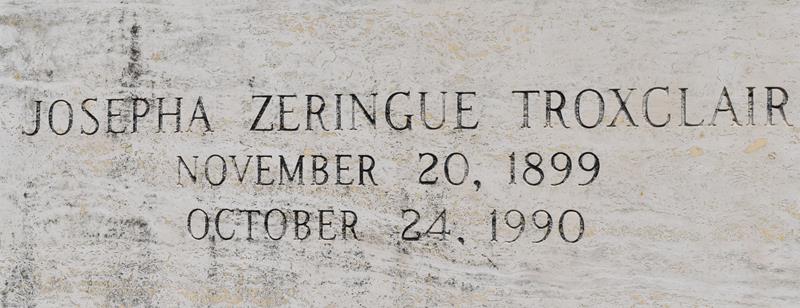 JOSEPHA ZERINGUE TROXCLAIR
NOVEMBER 20, 1899
OCTOBER 24, 1990